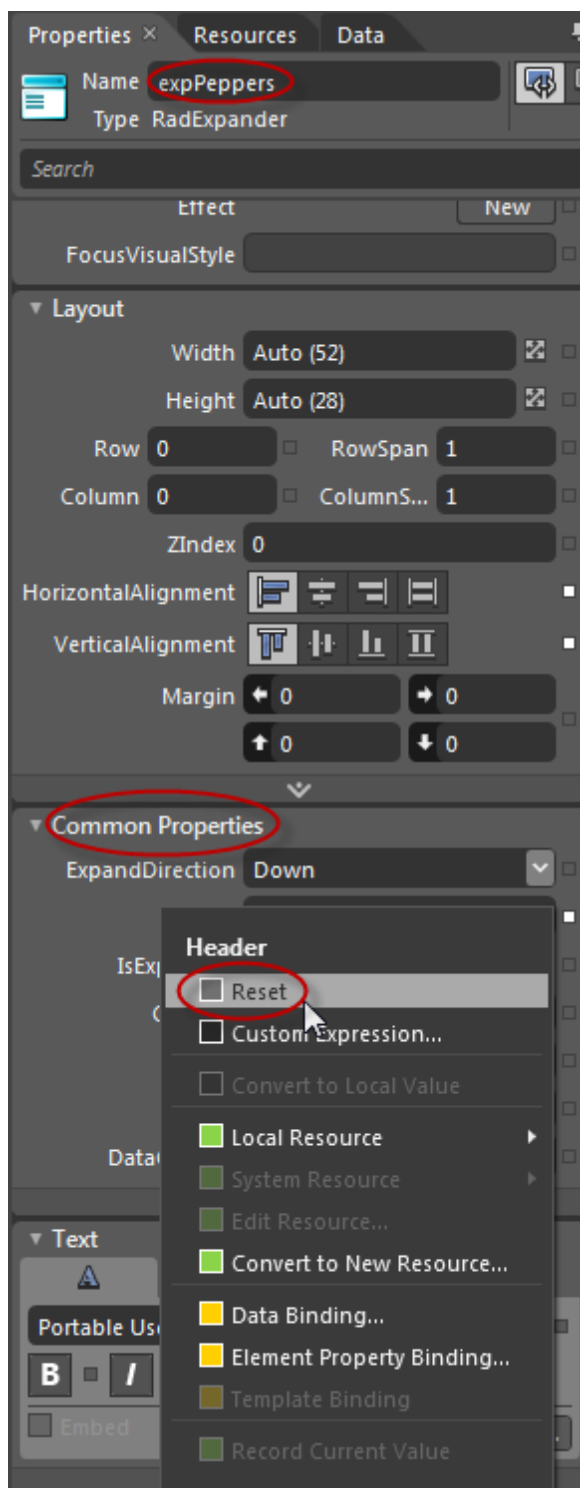 Properties × Resources Data
Name expPeppers
Type RadExpander
Search
Effect New
FocusVisualStyle
Layout
Width Auto (52)
Height Auto (28)
Row 0 RowSpan 1
Column 0 ColumnS... 1
ZIndex 0
HorizontalAlignment
VerticalAlignment
Margin 0 0
0 0
Common Properties
ExpandDirection Down
Header
IsExp
Reset
Custom Expression...
Convert to Local Value
Local Resource
Data
System Resource
Edit Resource...
Text
Convert to New Resource...
A
Data Binding...
Portable Us
Element Property Binding...
B I
Template Binding
Embed
Record Current Value